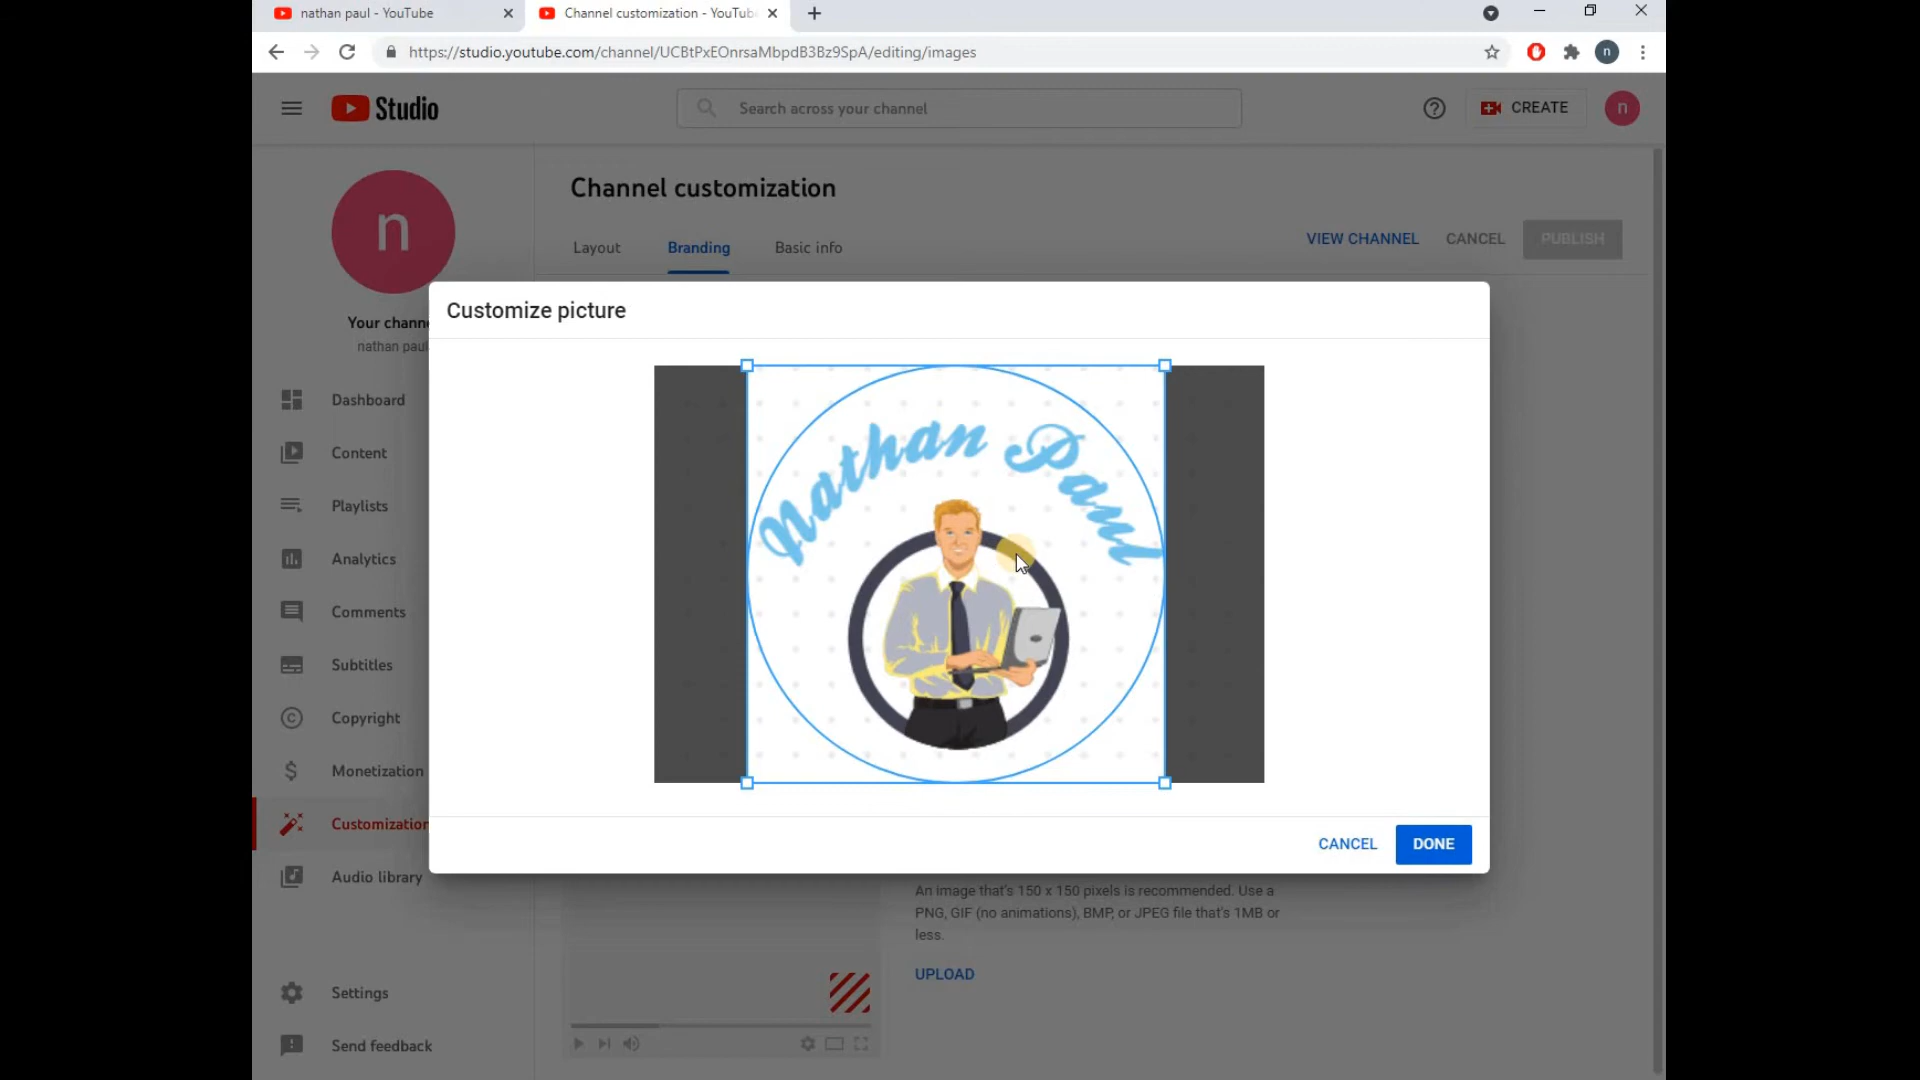 nathan paul - YouTube
Channel customization - YouTub
https://studio.youtube.com/channel/UCBtPxEOnrsaMbpdB3Bz9SpA/editing/images
n
Studio
Search across your channel
CREATE
n
n
Your channe
nathan paul
Channel customization
Layout
Branding
Basic info
VIEW CHANNEL
CANCEL
PUBLISH
Dashboard
Content
Playlists
Analytics
Comments
Subtitles
Copyright
Monetization
Customization
Audio library
Settings
Send feedback
Customize picture
Nathan Paul
CANCEL
DONE
An image that's 150 x 150 pixels is recommended. Use a
PNG, GIF (no animations), BMP, or JPEG file that's 1MB or
less.
UPLOAD